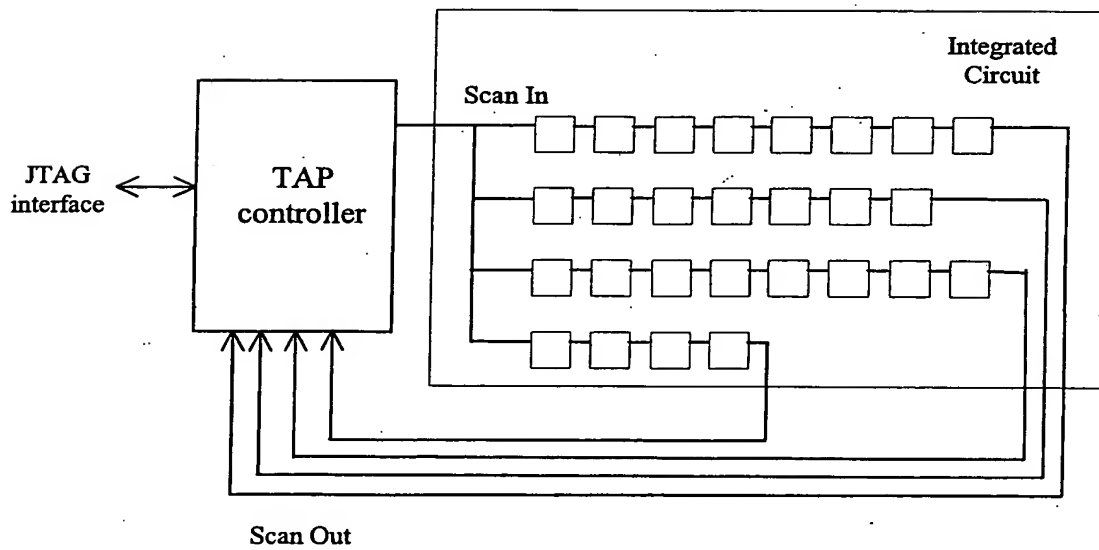 Integrated
Circuit
Scan In
JTAG
interface
TAP
controller
Scan Out